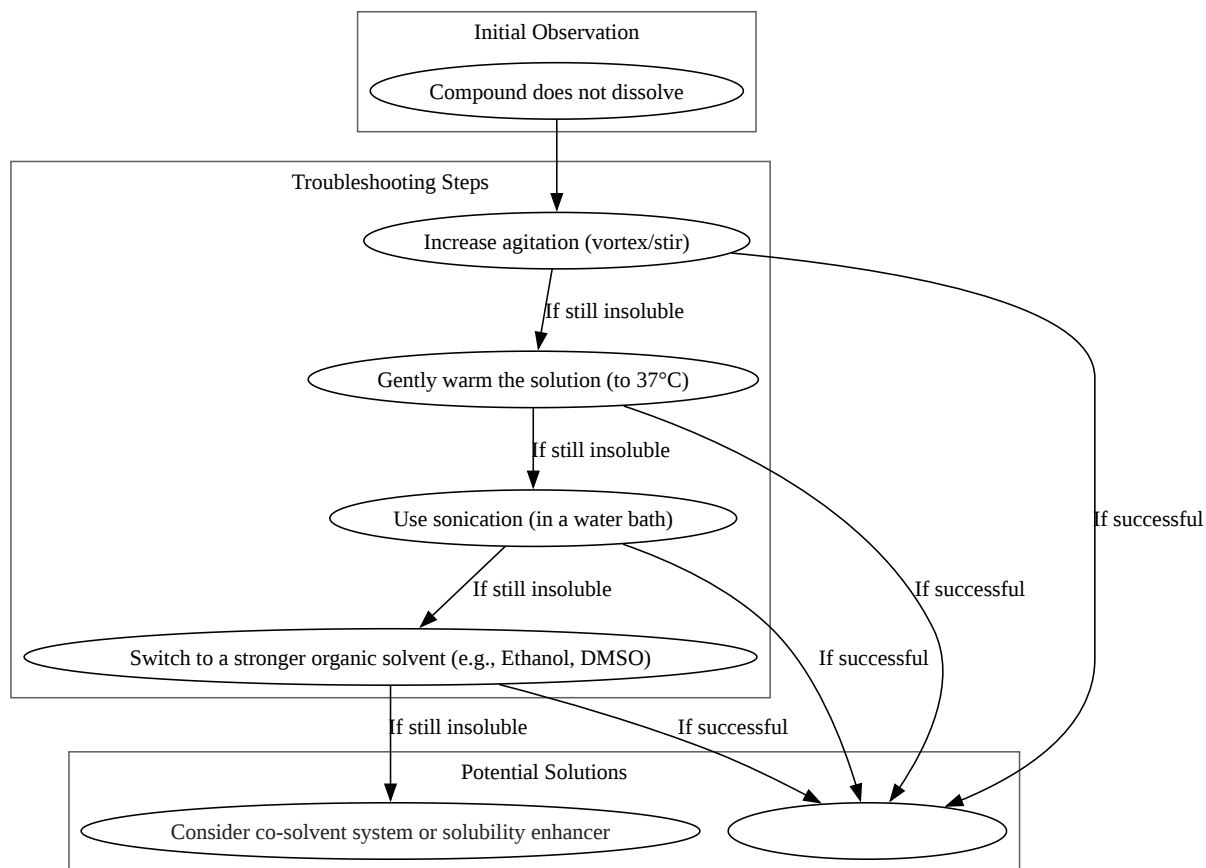 Initial Observation
Compound does not dissolve
Troubleshooting Steps
Increase agitation (vortex/stir)
If still insoluble
Gently warm the solution (to 37°C)
If still insoluble
Use sonication (in a water bath)
If successful
If still insoluble
If successful
Switch to a stronger organic solvent (e.g., Ethanol, DMSO)
If successful
If still insoluble
If successful
Potential Solutions
Consider co-solvent system or solubility enhancer